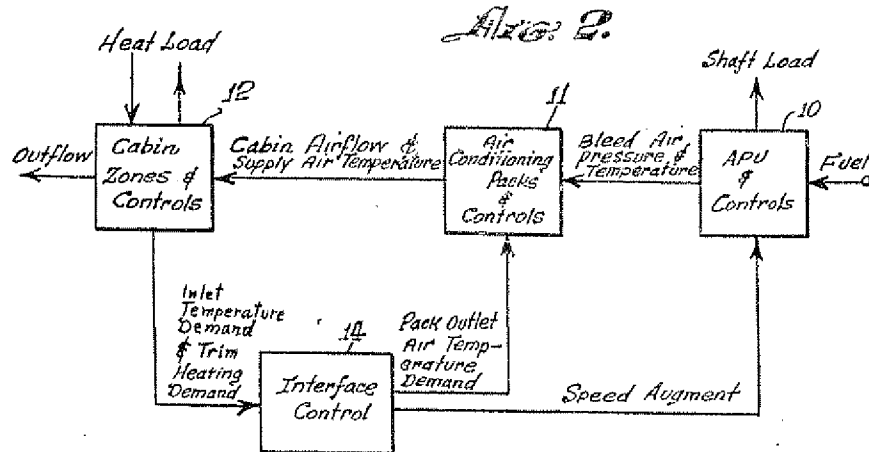 Fig. 2.
Heat Load
12
Cabin
Zones &
Controls
Outflow
Cabin Airflow &
Supply Air Temperature
11
Air
Conditioning
Packs
&
Controls
Bleed Air
pressure &
Temperature
Shaft Load
10
APU
&
Controls
Fuel
Inlet
Temperature
Demand
& Trim
Heating
Demand
14
Interface
Control
Pack Outlet
Air Temp-
erature
Demand
Speed Augment